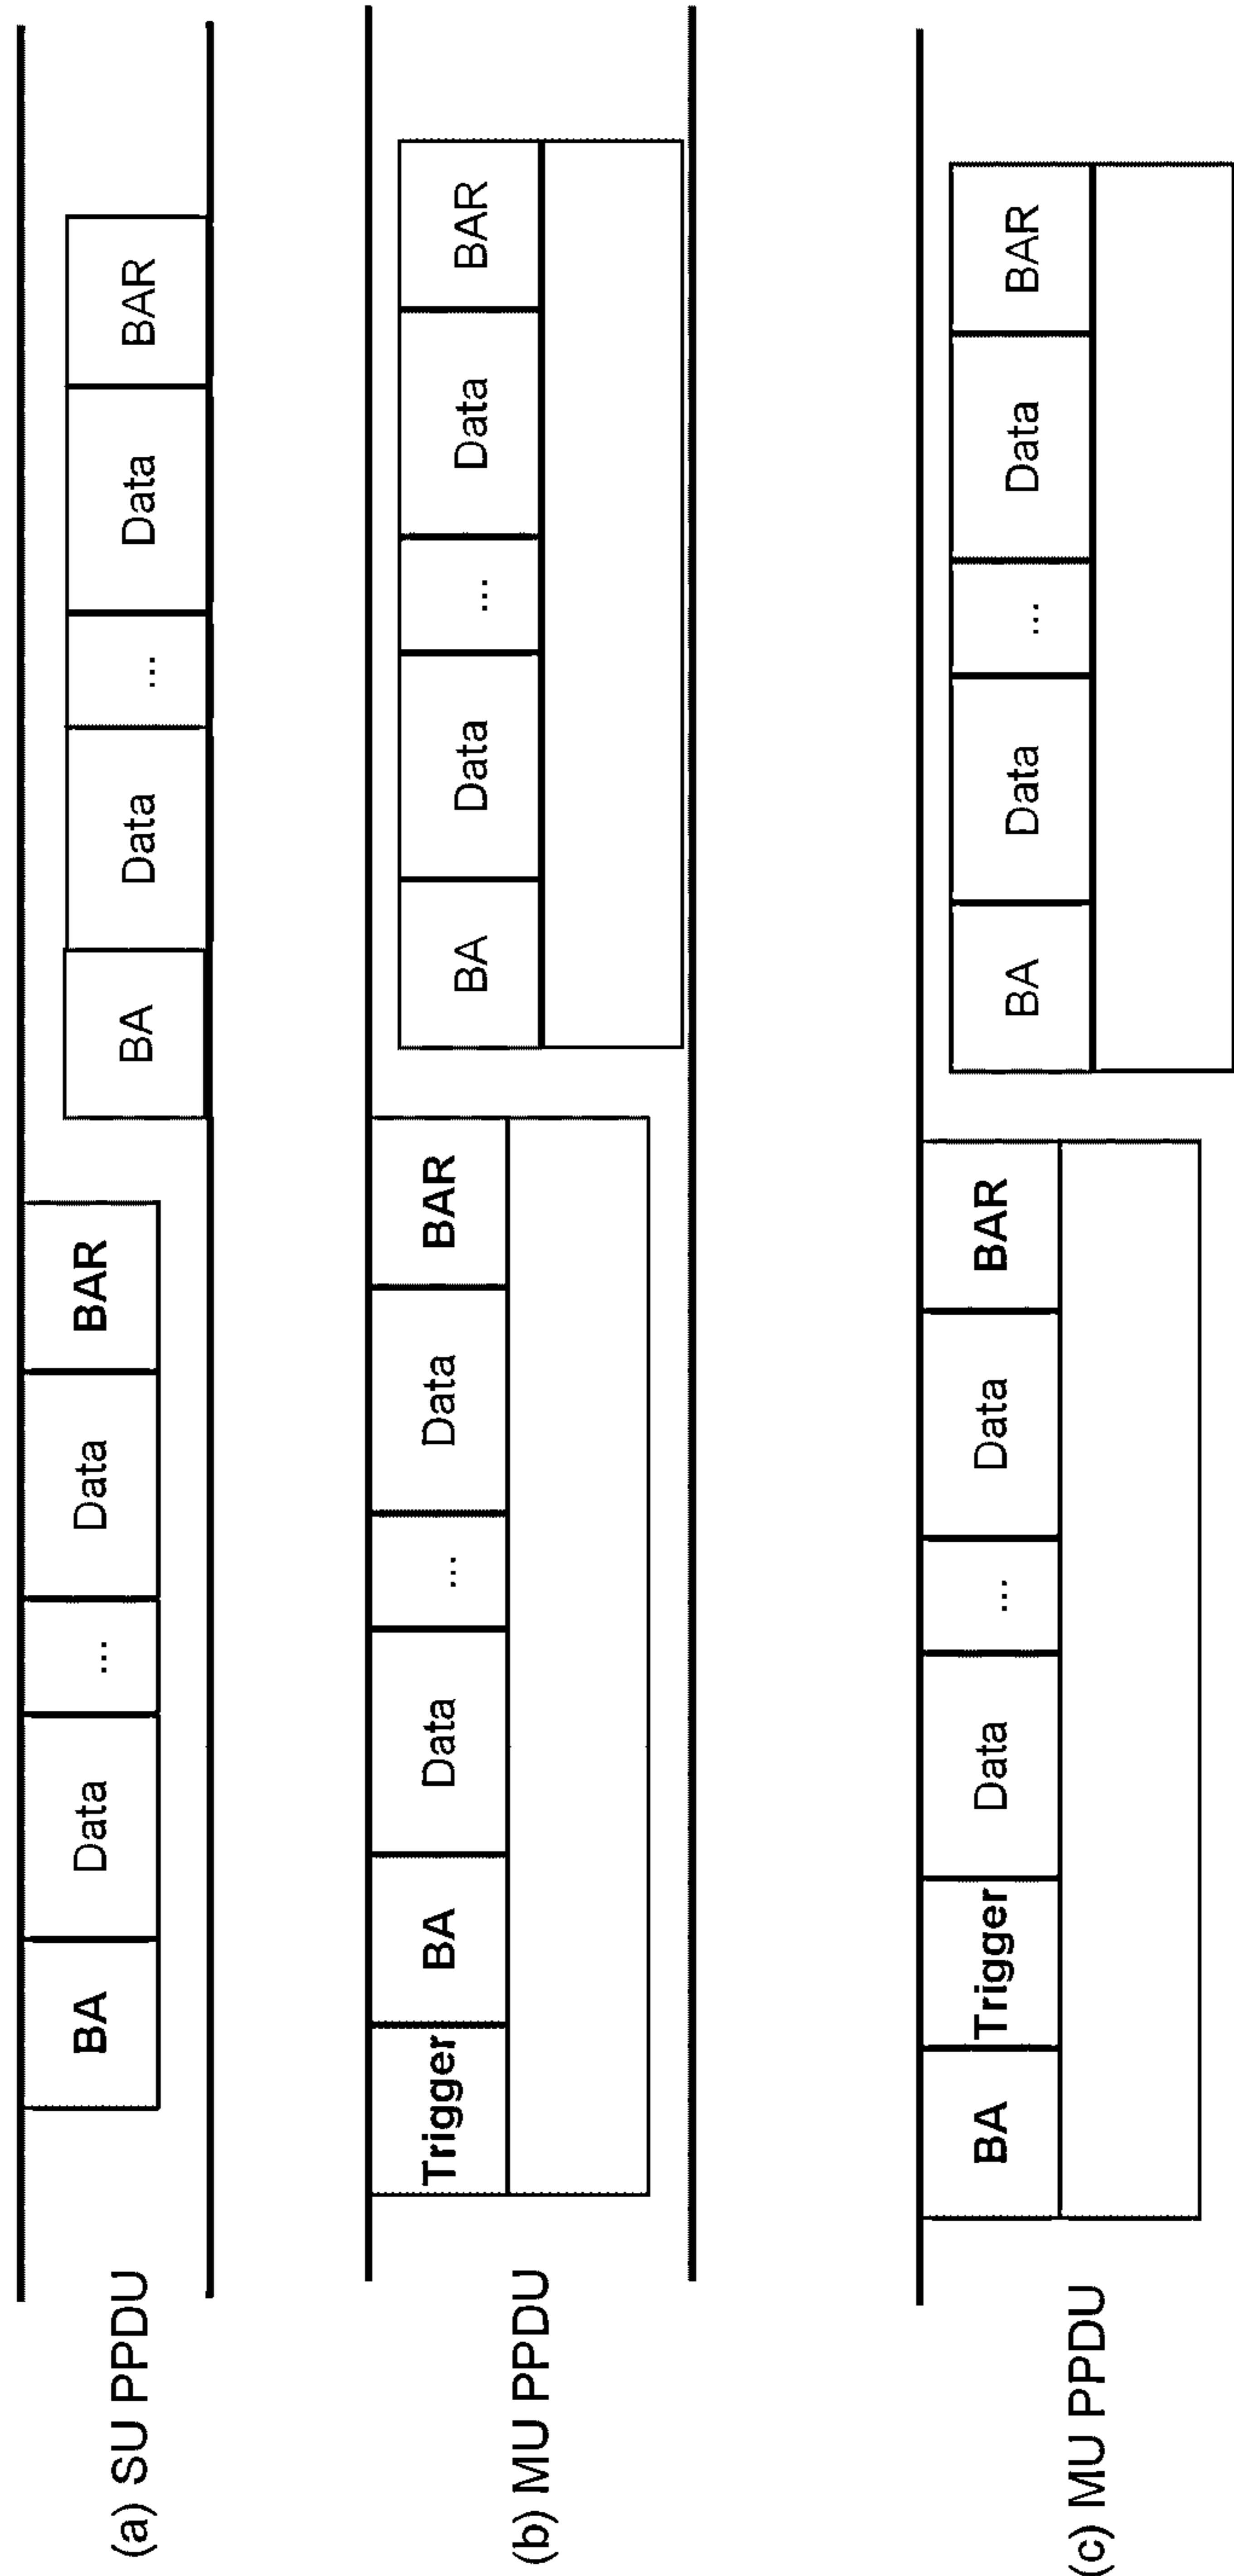 (a) SU PPDU
BA Data ... Data BAR
BA Data ... Data BAR
(b) MU PPDU
Trigger BA Data ... Data BAR
BA Data ... Data BAR
(c) MU PPDU
BA Trigger Data ... Data BAR
BA Data ... Data BAR